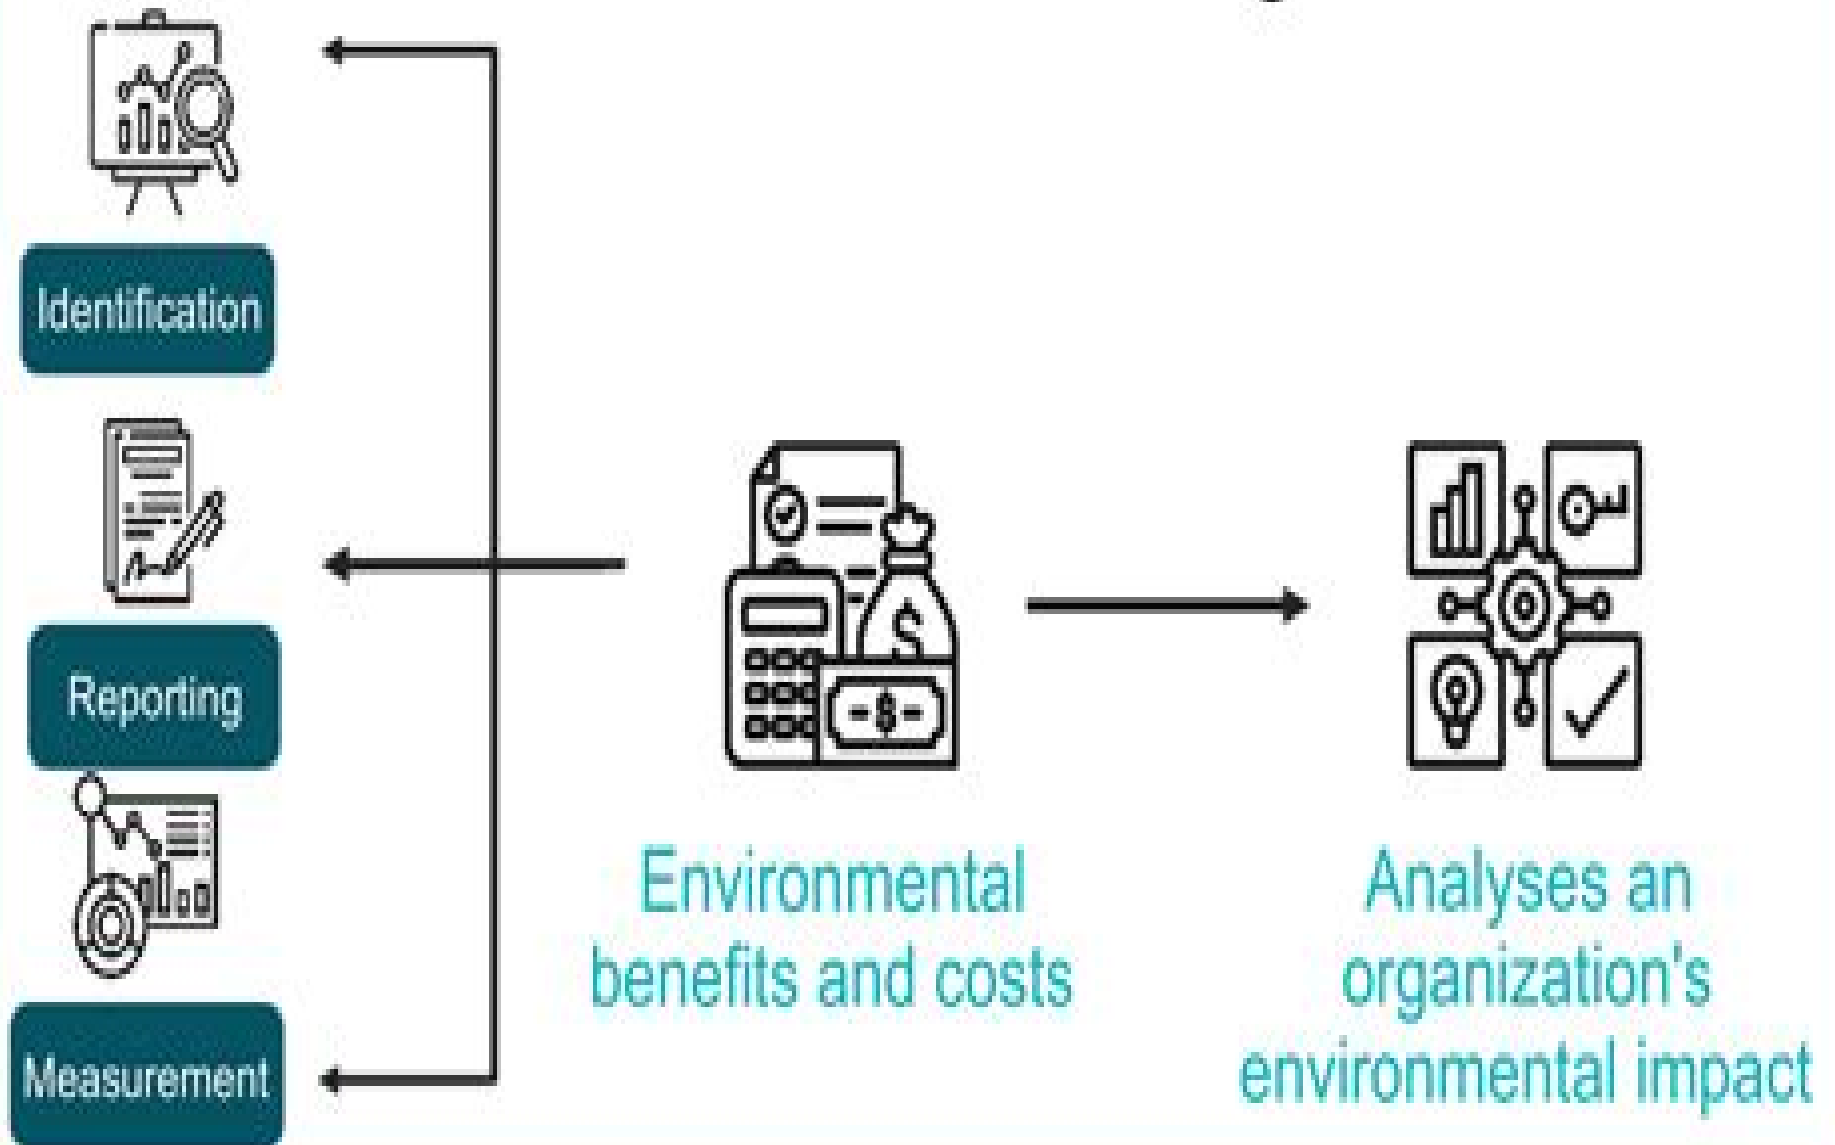 Identification
Reporting
Measurement
Environmental
benefits and costs
Analyses an
organization's
environmental impact